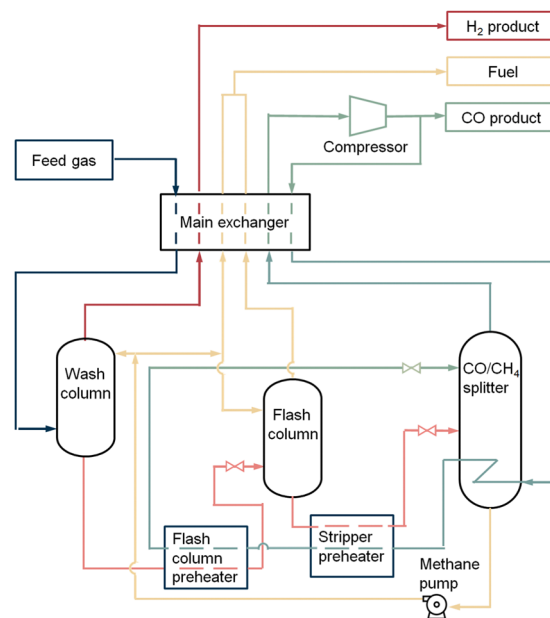 H₂ product
Fuel
CO product
Compressor
Feed gas
Main exchanger
Wash
column
CO/CH₄
splitter
Flash
column
Flash
column
preheater
Stripper
preheater
Methane
pump